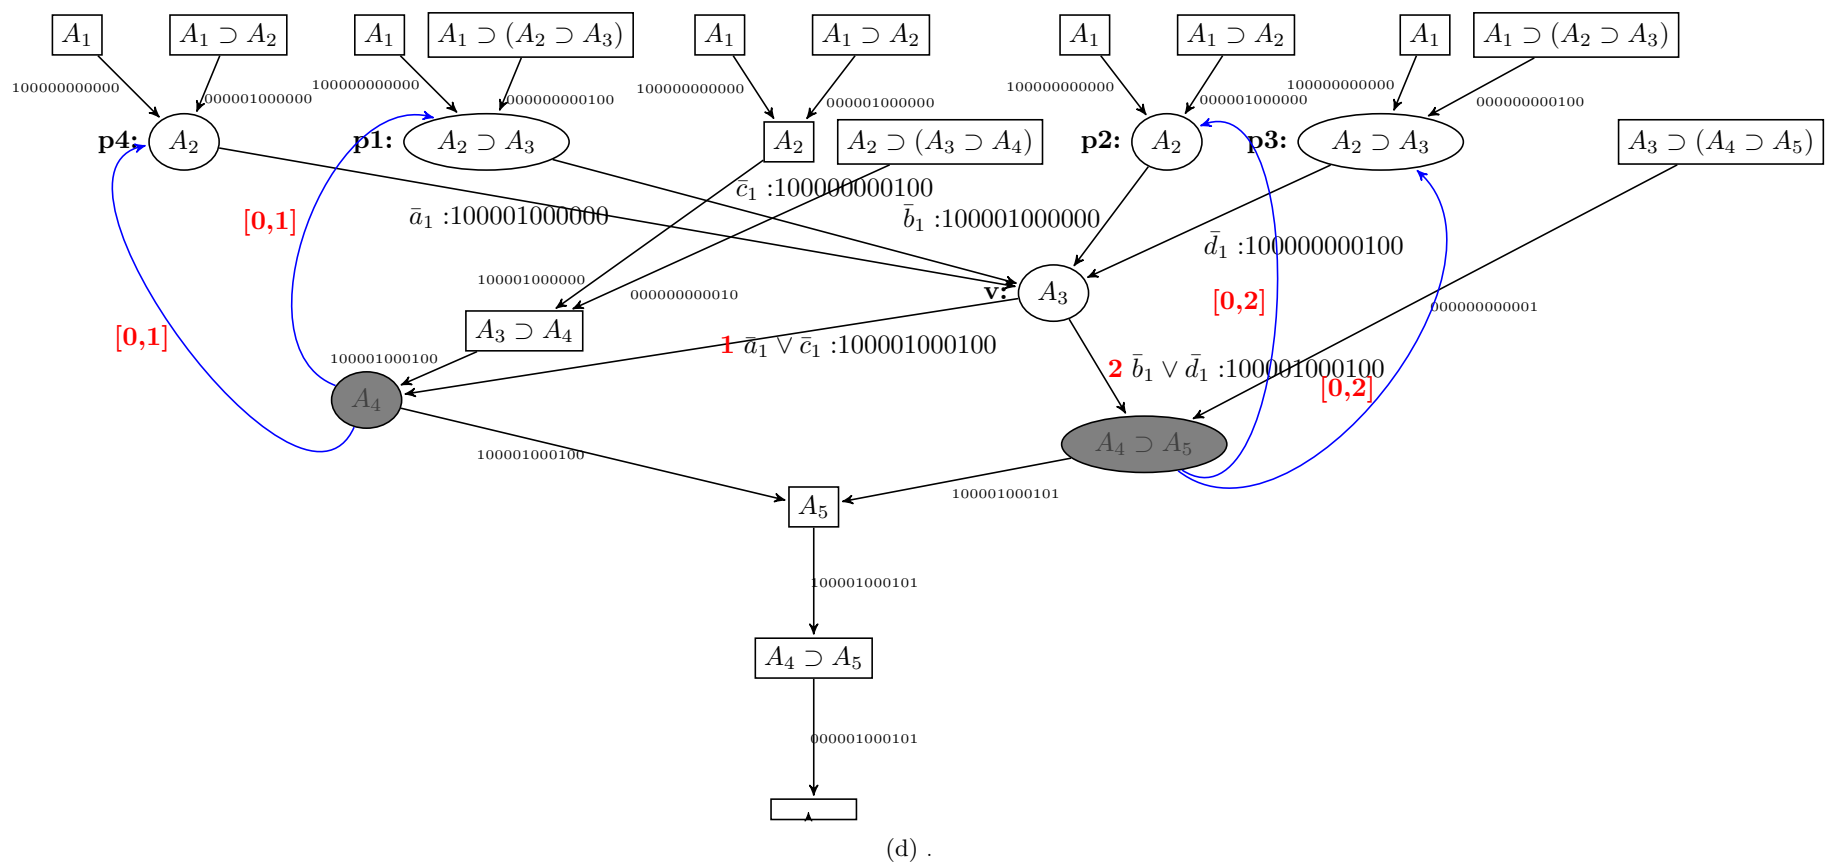 A₁ A₁ ⊃ A₂ A₁ A₁ ⊃ (A₂ ⊃ A₃) A₁ A₁ ⊃ A₂ A₁ A₁ ⊃ A₂ A₁ A₁ ⊃ (A₂ ⊃ A₃)
100000000000 000001000000 100000000000 000000000100 100000000000 000001000000 100000000000 000001000000 100000000000 000000000100
p4: A₂ p1: A₂ ⊃ A₃ A₂ A₂ ⊃ (A₃ ⊃ A₄) p2: A₂ p3: A₂ ⊃ A₃ A₃ ⊃ (A₄ ⊃ A₅)
c̄₁ :100000000100
[0,1] ā₁ :100001000000 b̄₁ :100001000000
d̄₁ :100000000100
100001000000 000000000010 v: A₃ [0,2] 000000000001
[0,1] A₃ ⊃ A₄ 1 ā₁ ∨ c̄₁ :100001000100
100001000100 2 b̄₁ ∨ d̄₁ :100001000100
A₄ [0,2]
100001000100 A₄ ⊃ A₅
100001000101
A₅
100001000101
A₄ ⊃ A₅
000001000101
(d) .